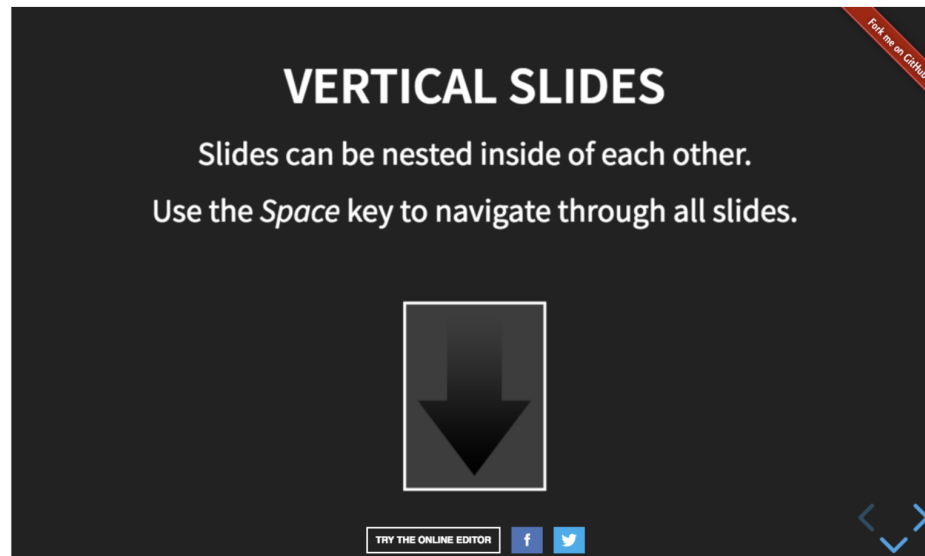 Fork me on GitHub
VERTICAL SLIDES
Slides can be nested inside of each other.
Use the Space key to navigate through all slides.
TRY THE ONLINE EDITOR
f